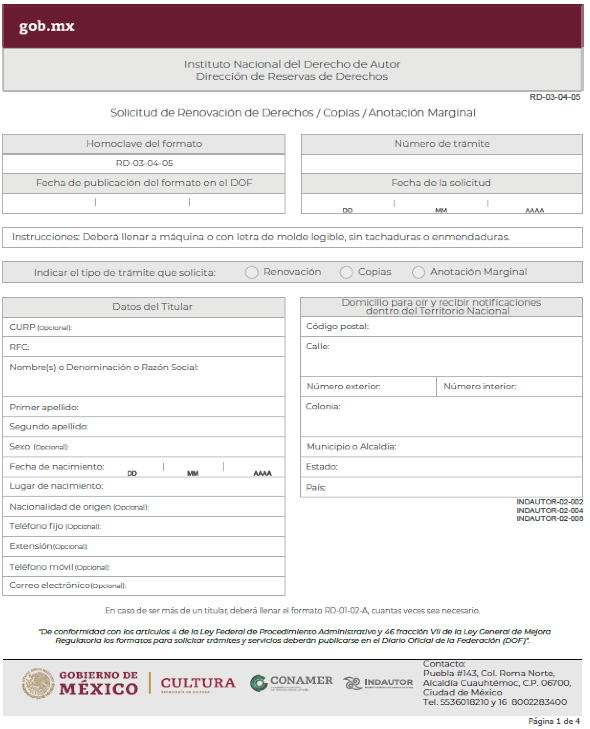 gob.mx
Instituto Nacional del Derecho de Autor
Dirección de Reservas de Derechos
RD-03-04-05
Solicitud de Renovación de Derechos / Copias / Anotación Marginal
Homoclave del formato
RD-03-04-05
Fecha de publicación del formato en el DOF
Número de trámite
Fecha de la solicitud
DD MM AAAA
Instrucciones: Deberá llenar a máquina o con letra de molde legible, sin tachaduras o enmendaduras.
Indicar el tipo de trámite que solicita: Renovación Copias Anotación Marginal
Datos del Titular
CURP (Opcional):
RFC:
Nombre(s) o Denominación o Razón Social:
Primer apellido:
Segundo apellido:
Sexo (Opcional):
Fecha de nacimiento: DD MM AAAA
Lugar de nacimiento:
Nacionalidad de origen (Opcional):
Teléfono fijo (Opcional):
Extensión(Opcional):
Teléfono móvil (Opcional):
Correo electrónico(Opcional):
Domicilio para oír y recibir notificaciones
dentro del Territorio Nacional
Código postal:
Calle:
Número exterior: Número interior:
Colonia:
Municipio o Alcaldía:
Estado:
País:
INDAUTOR-02-002
INDAUTOR-02-004
INDAUTOR-02-008
En caso de ser más de un titular, deberá llenar el formato RD-01-02-A, cuantas veces sea necesario.
"De conformidad con los artículos 4 de la Ley Federal de Procedimiento Administrativo y 46 fracción VII de la Ley General de Mejora
Regulatoria los formatos para solicitar trámites y servicios deberán publicarse en el Diario Oficial de la Federación (DOF)".
GOBIERNO DE
MÉXICO
CULTURA
SECRETARÍA DE CULTURA
CONAMER
INDAUTOR
Contacto:
Puebla #143, Col. Roma Norte,
Alcaldía Cuauhtémoc, C.P. 06700,
Ciudad de México
Tel. 5536018210 y 16 8002283400
Página 1 de 4